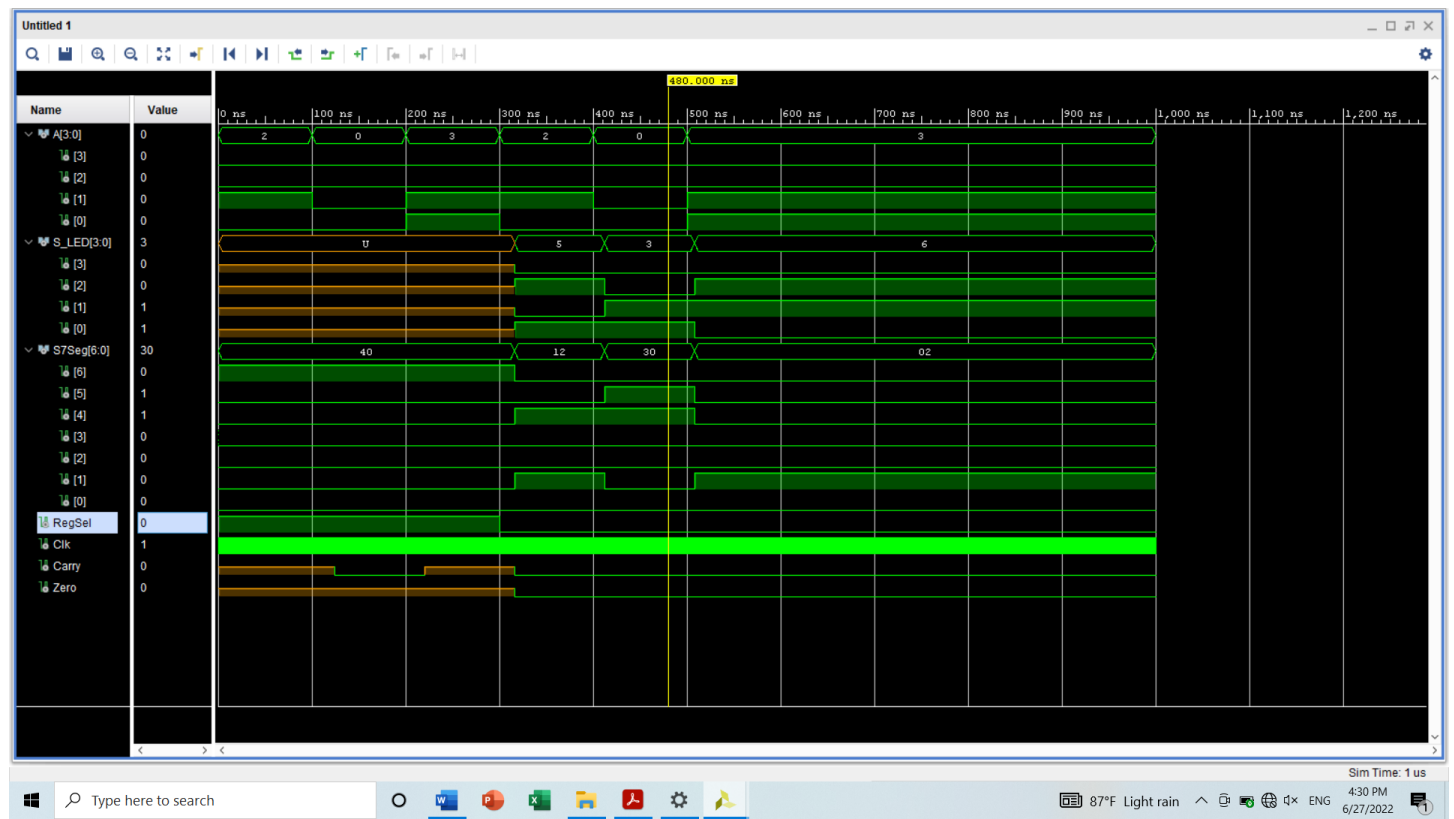 Untitled 1
480.000 ns
Name Value 0 ns 100 ns 200 ns 300 ns 400 ns 500 ns 600 ns 700 ns 800 ns 900 ns 1,000 ns 1,100 ns 1,200 ns
A[3:0] 0 2 0 3 2 0 3
[3] 0
[2] 0
[1] 0
[0] 0
S_LED[3:0] 3 U 5 3 6
[3] 0
[2] 0
[1] 1
[0] 1
S7Seg[6:0] 30 40 12 30 02
[6] 0
[5] 1
[4] 1
[3] 0
[2] 0
[1] 0
[0] 0
RegSel 0
Clk 1
Carry 0
Zero 0
Sim Time: 1 us
Type here to search 87°F Light rain ENG 4:30 PM
6/27/2022 1